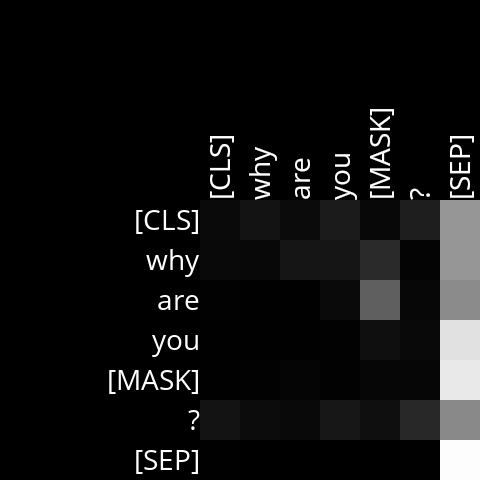 [CLS] why are you [MASK] ? [SEP]
[CLS]
why
are
you
[MASK]
?
[SEP]